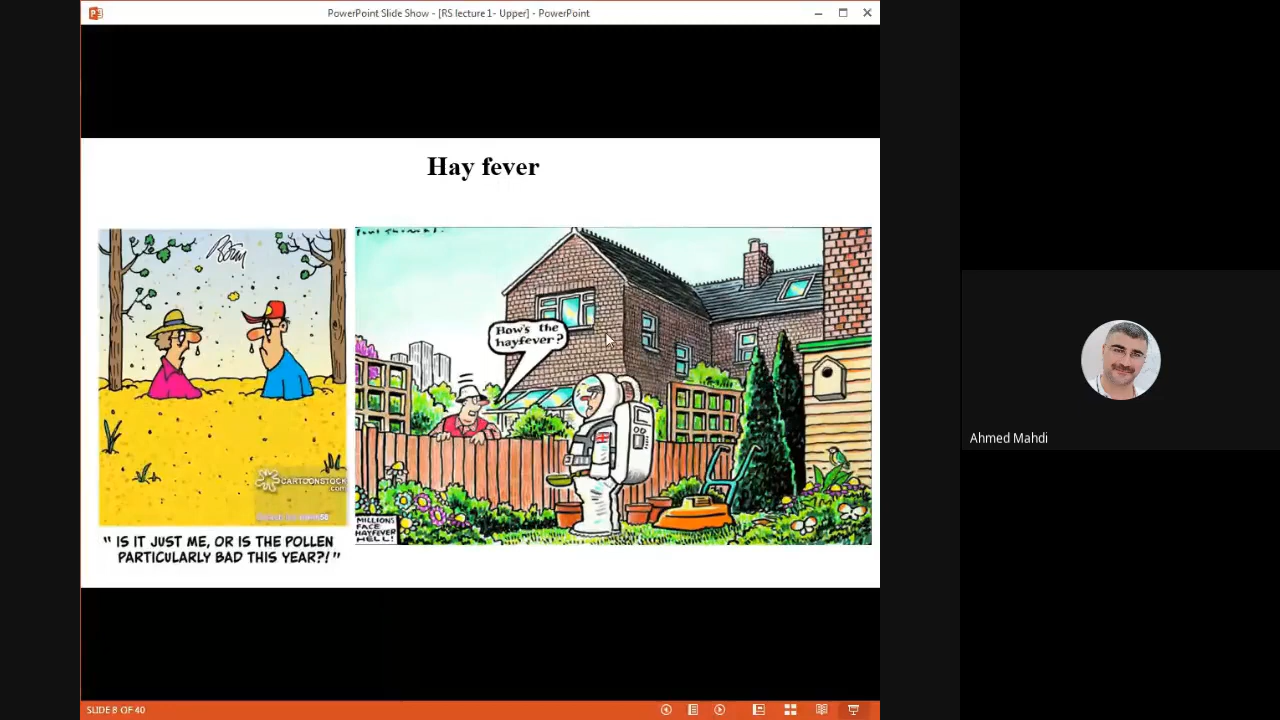 PowerPoint Slide Show - [RS lecture 1- Upper] - PowerPoint
Hay fever
How's the
hayfever?
CARTOONSTOCK
.com
MILLIONS
FACE
HAYFEVER
HELL!
" IS IT JUST ME, OR IS THE POLLEN
PARTICULARLY BAD THIS YEAR?!"
Ahmed Mahdi
SLIDE 8 OF 40